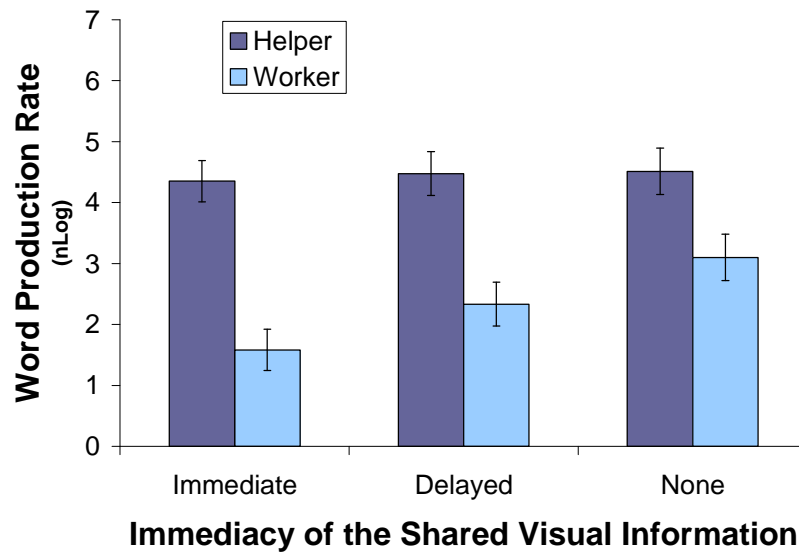 7
6
5
4
3
2
1
0
Word Production Rate
(nLog)
Helper
Worker
Immediate Delayed None
Immediacy of the Shared Visual Information